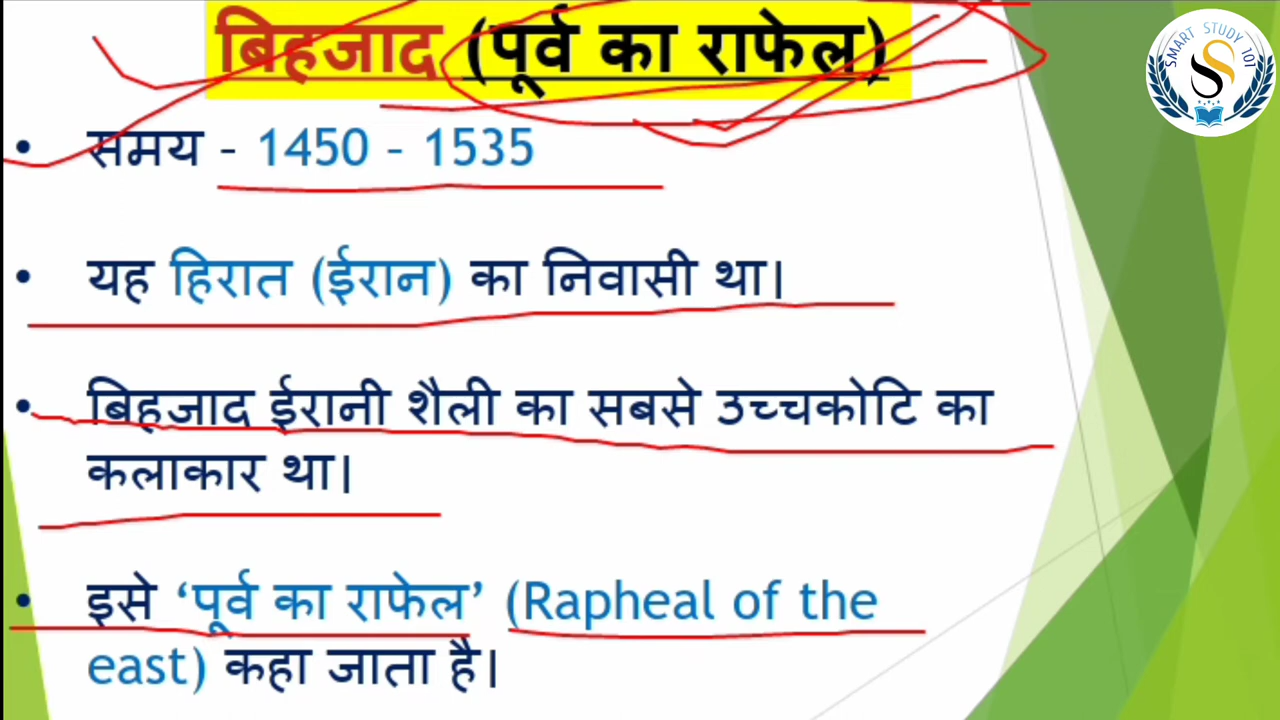 बिहजाद (पूर्व का राफेल)
SMART STUDY 101
• समय - 1450 - 1535
• यह हिरात (ईरान) का निवासी था।
• बिहजाद ईरानी शैली का सबसे उच्चकोटि का
कलाकार था।
• इसे ‘पूर्व का राफेल’ (Rapheal of the
east) कहा जाता है।